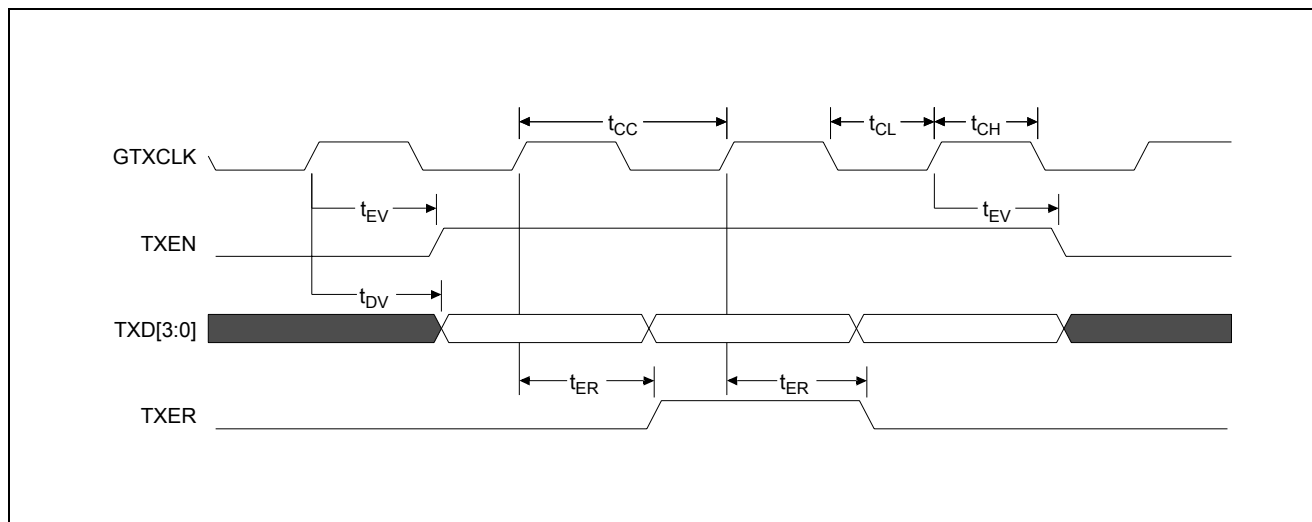 tCC
tCL
tCH
GTXCLK
tEV
tEV
TXEN
tDV
TXD[3:0]
tER
tER
TXER